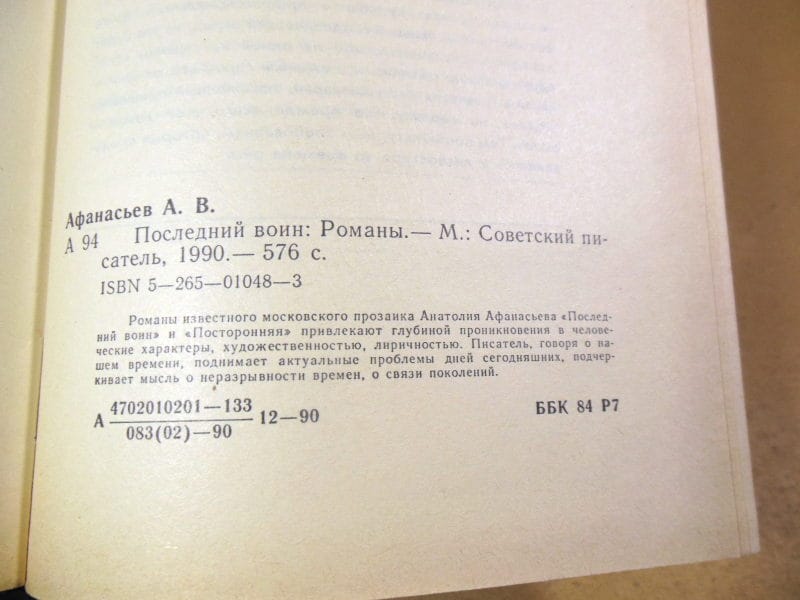 Афанасьев А. В.
А 94 Последний воин: Романы.— М.: Советский пи-
сатель, 1990.— 576 с.
ISBN 5—265—01048—3
Романы известного московского прозаика Анатолия Афанасьева «Послед-
ний воин» и «Посторонняя» привлекают глубиной проникновения в челове-
ческие характеры, художественностью, лиричностью. Писатель, говоря о на-
шем времени, поднимает актуальные проблемы дней сегодняшних, подчер-
кивает мысль о неразрывности времен, о связи поколений.
А 4702010201—133 12—90
083(02)—90
ББК 84 Р7